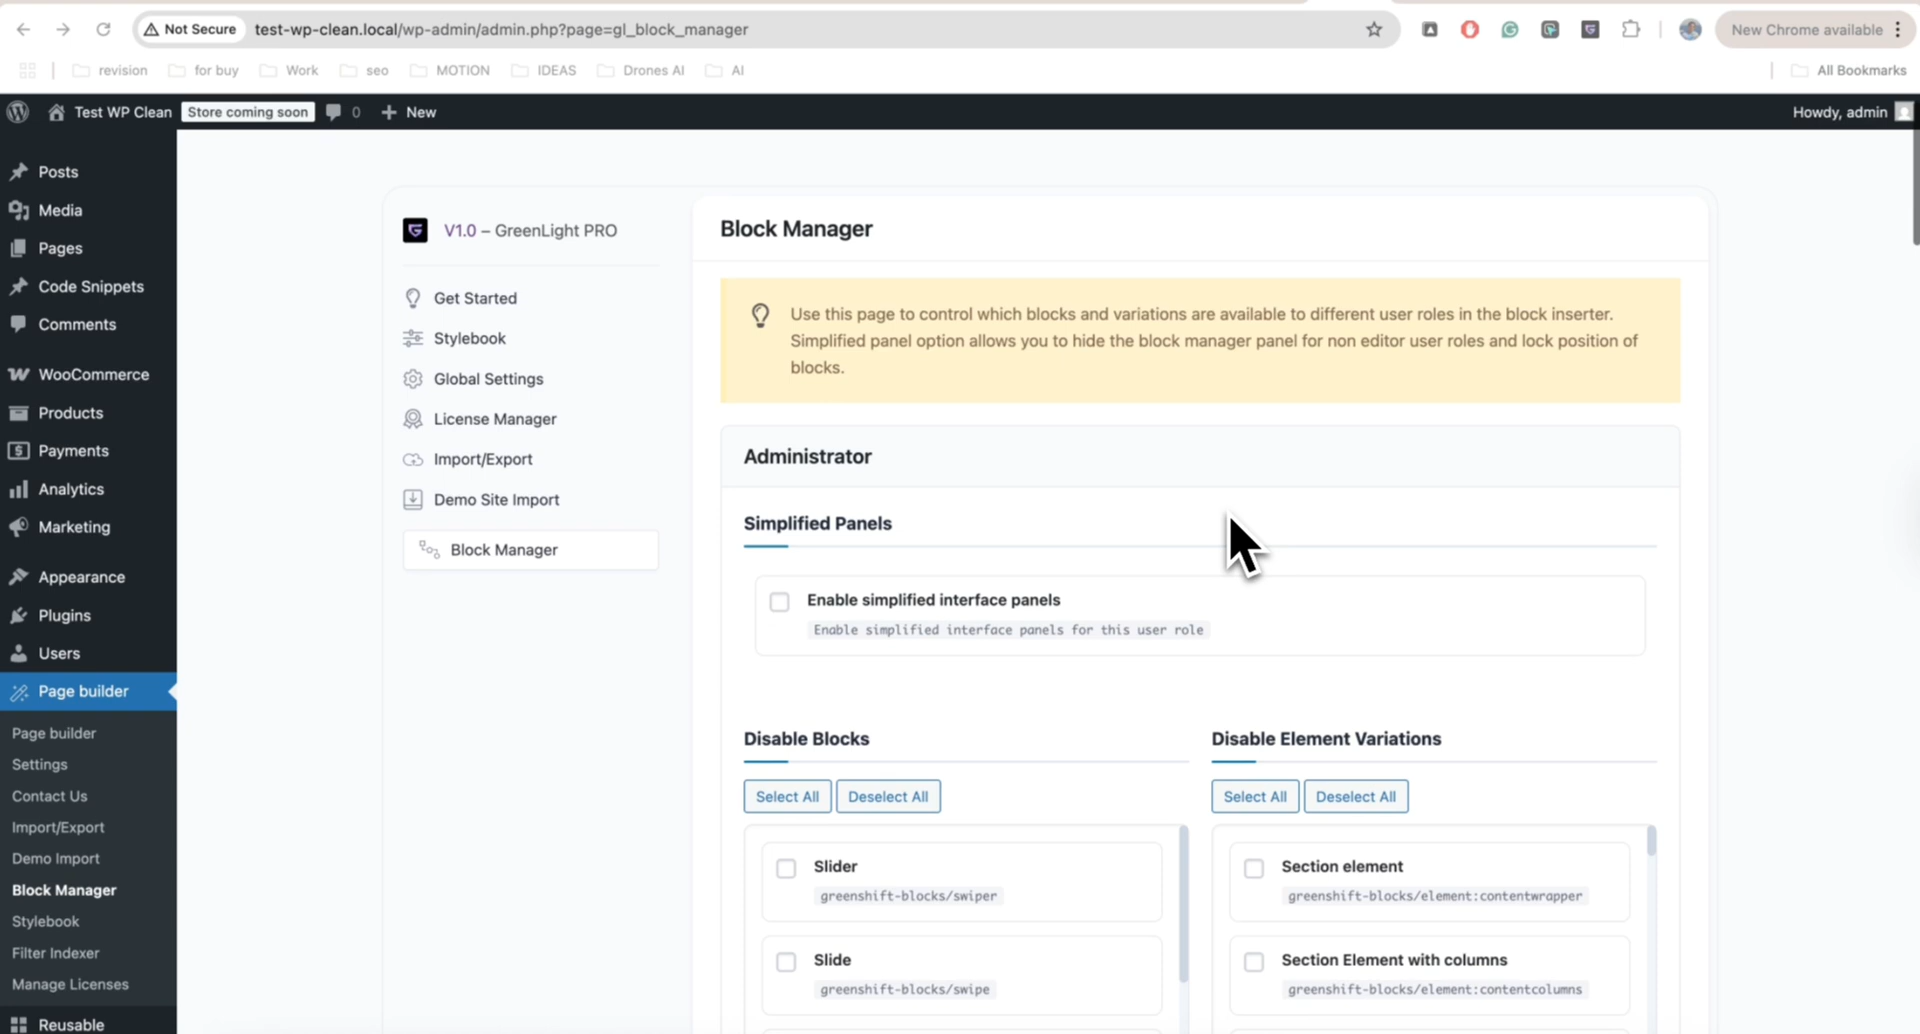 Not Secure
test-wp-clean.local/wp-admin/admin.php?page=gl_block_manager
New Chrome available
revision
for buy
Work
seo
MOTION
IDEAS
Drones AI
AI
All Bookmarks
Test WP Clean
Store coming soon
0
New
Howdy, admin
Posts
Media
Pages
Code Snippets
Comments
WooCommerce
Products
Payments
Analytics
Marketing
Appearance
Plugins
Users
Page builder
Page builder
Settings
Contact Us
Import/Export
Demo Import
Block Manager
Stylebook
Filter Indexer
Manage Licenses
Reusable
V1.0 – GreenLight PRO
Get Started
Stylebook
Global Settings
License Manager
Import/Export
Demo Site Import
Block Manager
Block Manager
Use this page to control which blocks and variations are available to different user roles in the block inserter.
Simplified panel option allows you to hide the block manager panel for non editor user roles and lock position of
blocks.
Administrator
Simplified Panels
Enable simplified interface panels
Enable simplified interface panels for this user role
Disable Blocks
Select All
Deselect All
Slider
greenshift-blocks/swiper
Slide
greenshift-blocks/swipe
Disable Element Variations
Select All
Deselect All
Section element
greenshift-blocks/element:contentwrapper
Section Element with columns
greenshift-blocks/element:contentcolumns